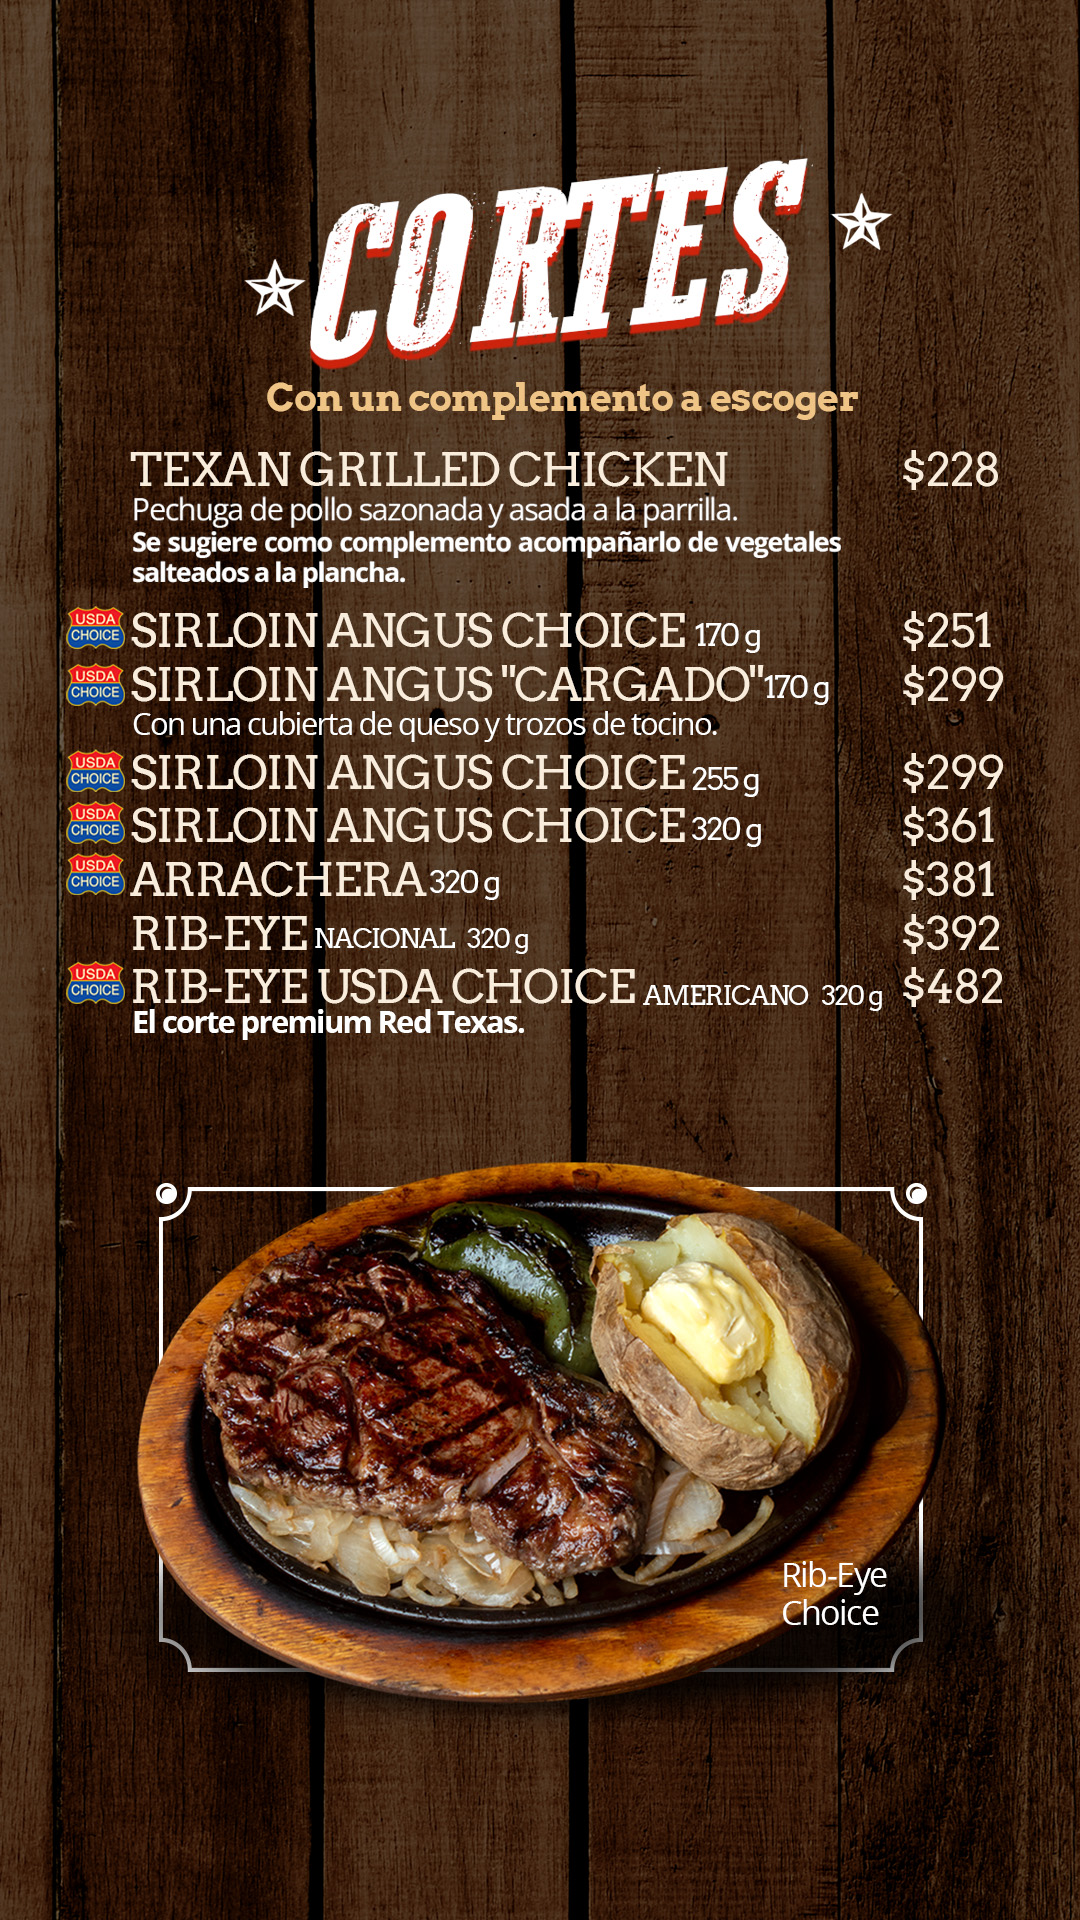 CORTES
Con un complemento a escoger
TEXAN GRILLED CHICKEN $228
Pechuga de pollo sazonada y asada a la parrilla.
Se sugiere como complemento acompañarlo de vegetales
salteados a la plancha.
USDA CHOICE SIRLOIN ANGUS CHOICE 170 g $251
USDA CHOICE SIRLOIN ANGUS "CARGADO" 170 g $299
Con una cubierta de queso y trozos de tocino.
USDA CHOICE SIRLOIN ANGUS CHOICE 255 g $299
USDA CHOICE SIRLOIN ANGUS CHOICE 320 g $361
USDA CHOICE ARRACHERA 320 g $381
RIB-EYE NACIONAL 320 g $392
USDA CHOICE RIB-EYE USDA CHOICE AMERICANO 320 g $482
El corte premium Red Texas.
Rib-Eye
Choice